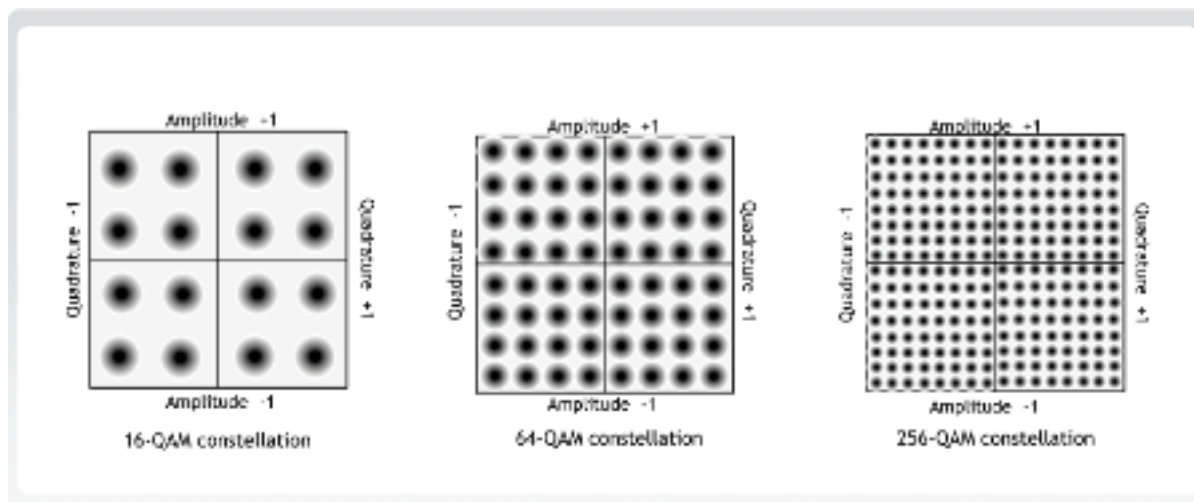 Amplitude -1
Quadrature -1
Quadrature +1
Amplitude -1
16-QAM constellation
Amplitude +1
Quadrature -1
Quadrature +1
Amplitude -1
64-QAM constellation
Amplitude +1
Quadrature -1
Quadrature +1
Amplitude -1
256-QAM constellation